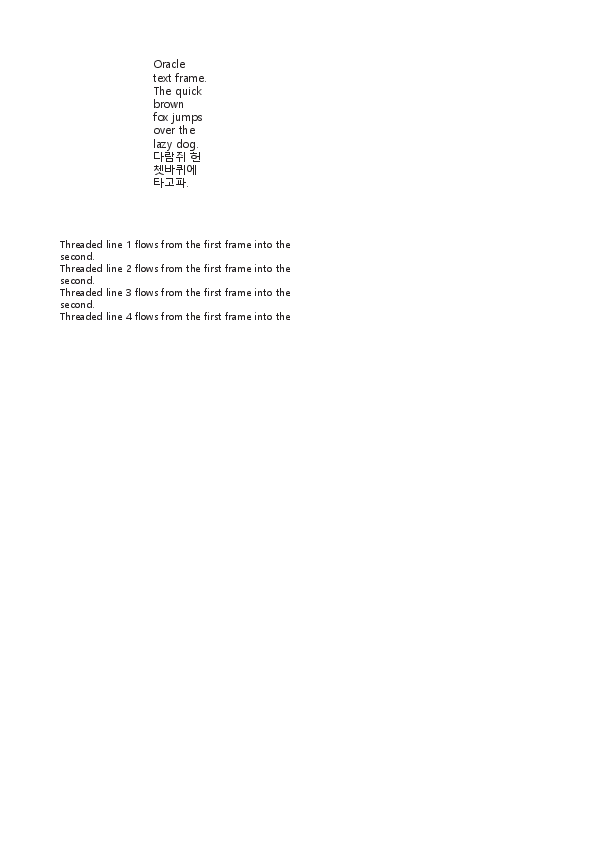 Oracle
text frame.
The quick
brown
fox jumps
over the
lazy dog.
다람쥐 헌
쳇바퀴에
타고파.
Threaded line 1 flows from the first frame into the
second.
Threaded line 2 flows from the first frame into the
second.
Threaded line 3 flows from the first frame into the
second.
Threaded line 4 flows from the first frame into the